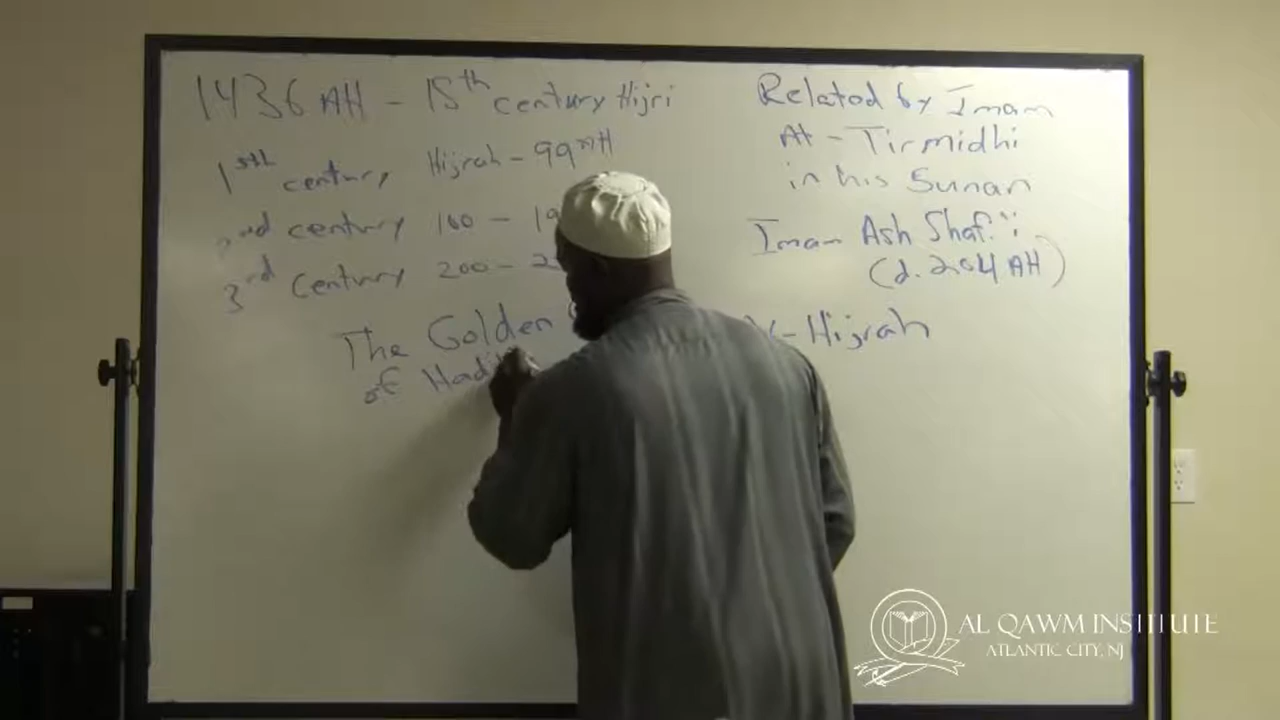 1436 AH - 15th century Hijri
1st century Hijrah - 99 AH
2nd century 100 - 19
3rd Century 200 - 2
The Golden
of Hadi
Related by Imam
At - Tirmidhi
in his Sunan
Imam Ash Shafi'i
(d. 204 AH)
- Hijrah
AL QAWM INSTITUTE
ATLANTIC CITY, NJ